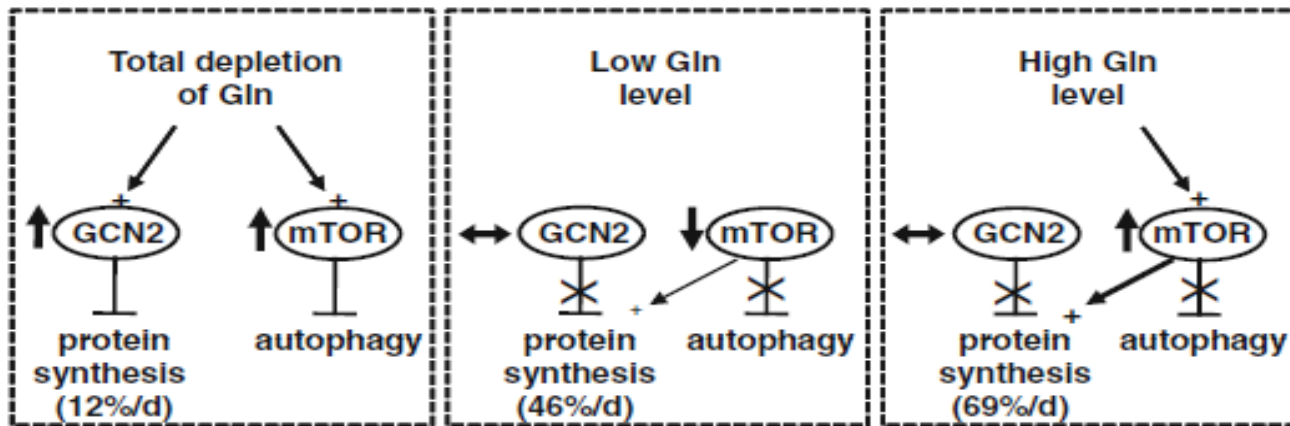 Total depletion
of Gln
+
+
GCN2
mTOR
protein
synthesis
(12%/d)
autophagy
Low Gln
level
GCN2
mTOR
+
protein
synthesis
(46%/d)
autophagy
High Gln
level
+
GCN2
mTOR
+
protein
synthesis
(69%/d)
autophagy